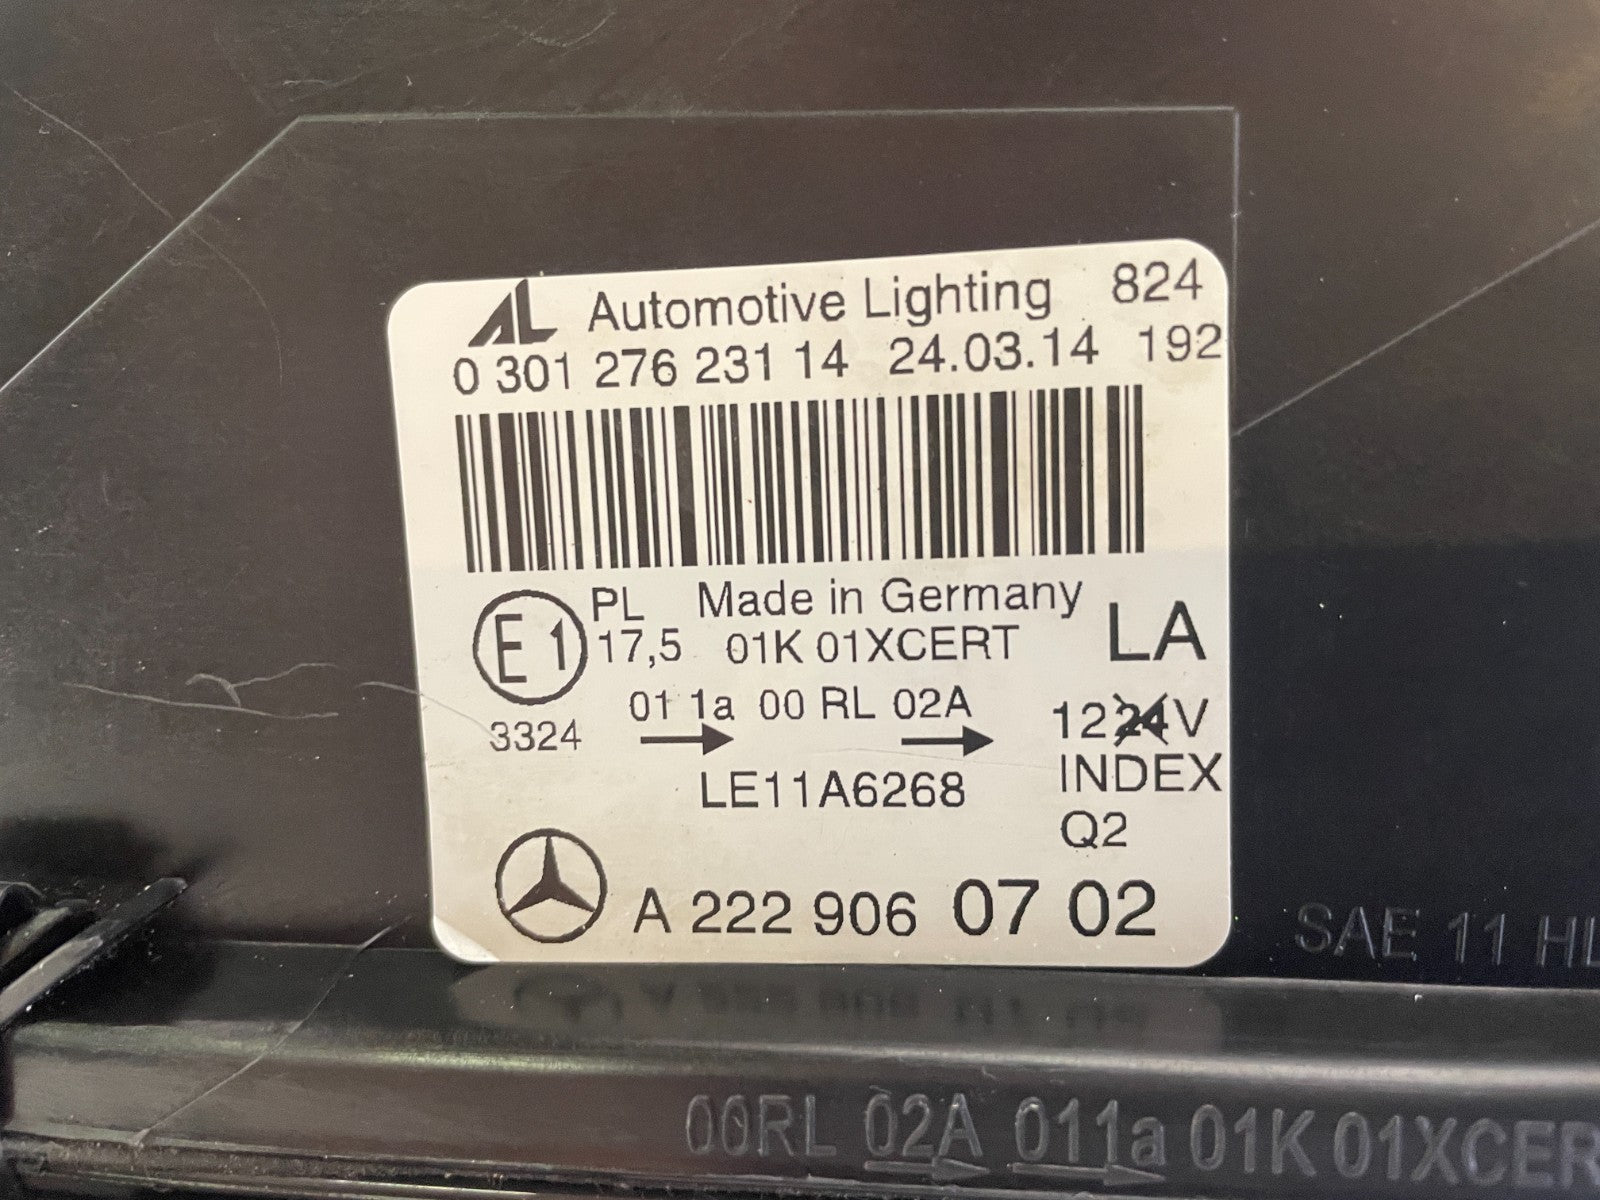 AL Automotive Lighting 824
0 301 276 231 14 24.03.14 192
E1 PL Made in Germany LA
17,5 01K 01XCERT
3324 01 1a 00 RL 02A 12 24V
LE11A6268 INDEX
Q2
A 222 906 07 02
SAE 11 HL
00RL 02A 011a 01K 01XCER